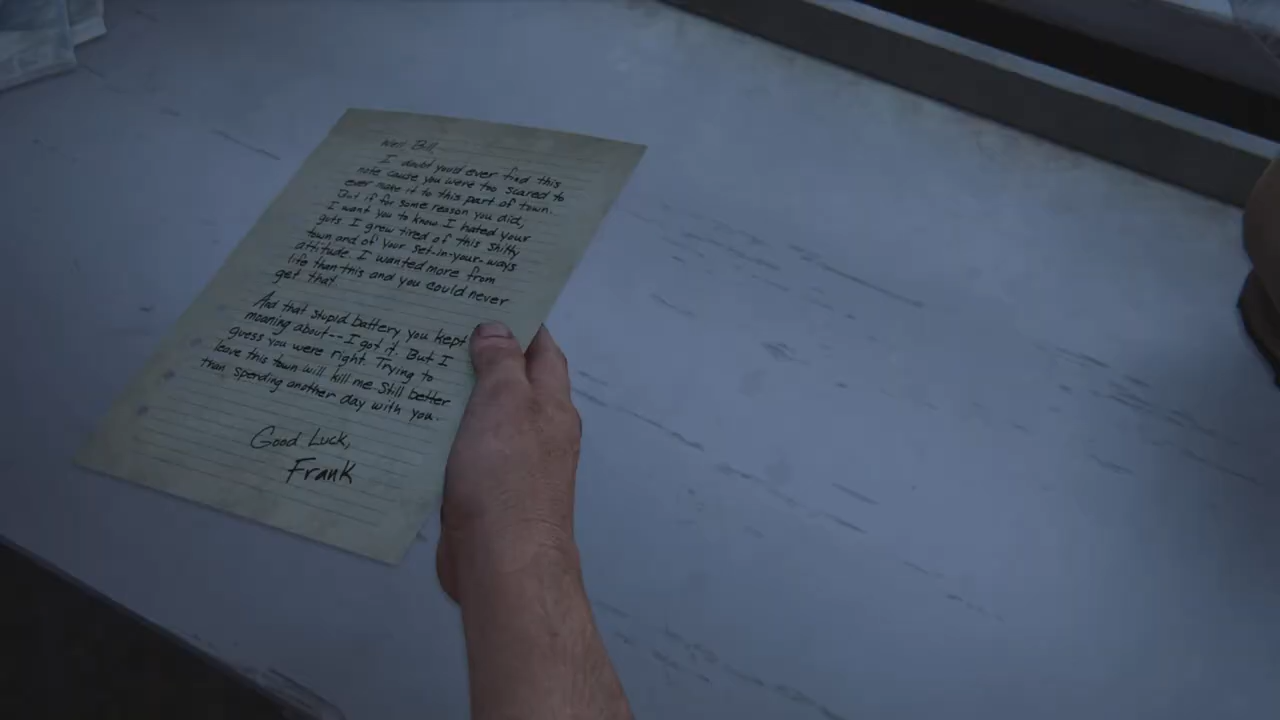 Well Bill,
I doubt you'd ever find this
note cause you were too scared to
ever make it to this part of town.
But if for some reason you did,
I want you to know I hated your
guts. I grew tired of this shitty
town and of your set-in-your-ways
attitude. I wanted more from
life than this and you could never
get that.
And that stupid battery you kept
moaning about -- I got it. But I
guess you were right. Trying to
leave this town will kill me. Still better
than spending another day with you.
Good Luck,
Frank